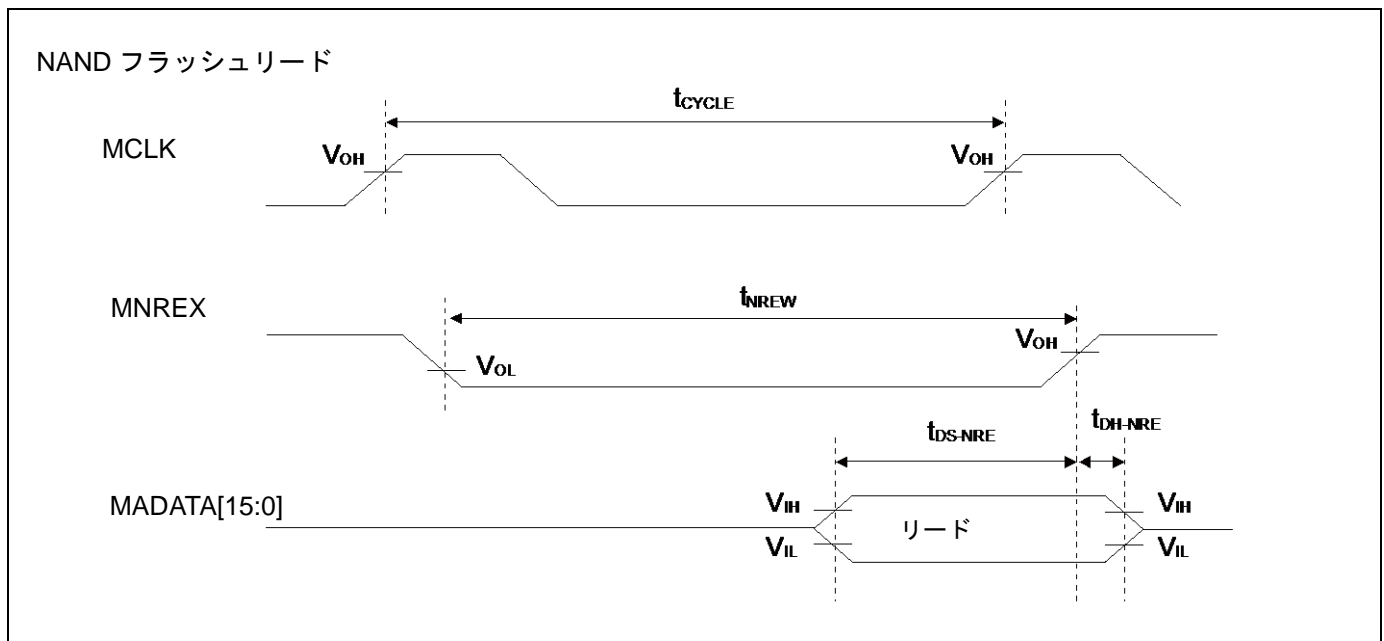 NAND フラッシュリード
tCYCLE
MCLK
VOH
VOH
tNREW
MNREX
VOH
VOL
tDS-NRE
tDH-NRE
MADATA[15:0]
VIH
リード
VIH
VIL
VIL